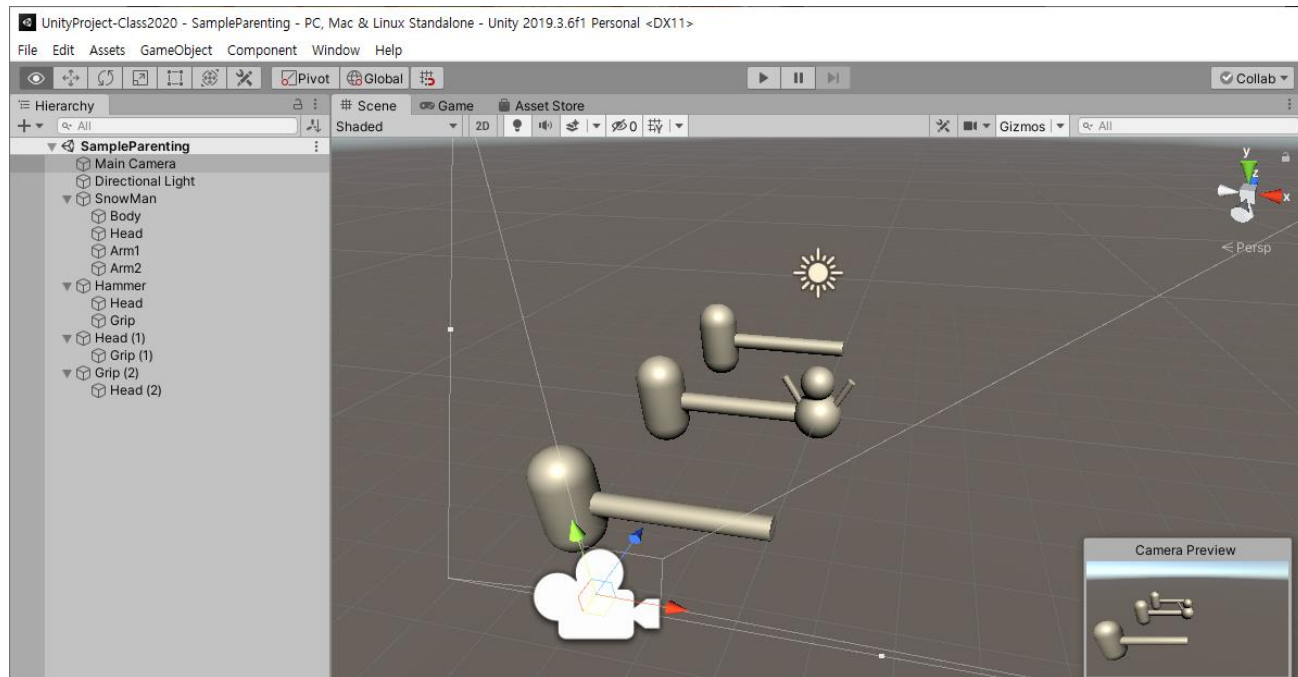 UnityProject-Class2020 - SampleParenting - PC, Mac & Linux Standalone - Unity 2019.3.6f1 Personal <DX11>
File Edit Assets GameObject Component Window Help
Pivot Global Collab
Hierarchy # Scene Game Asset Store
All Shaded 2D 0 Gizmos All
SampleParenting
Main Camera
Directional Light
SnowMan
Body
Head
Arm1
Arm2
Hammer
Head
Grip
Head (1)
Grip (1)
Grip (2)
Head (2)
y
z
x
< Persp
Camera Preview